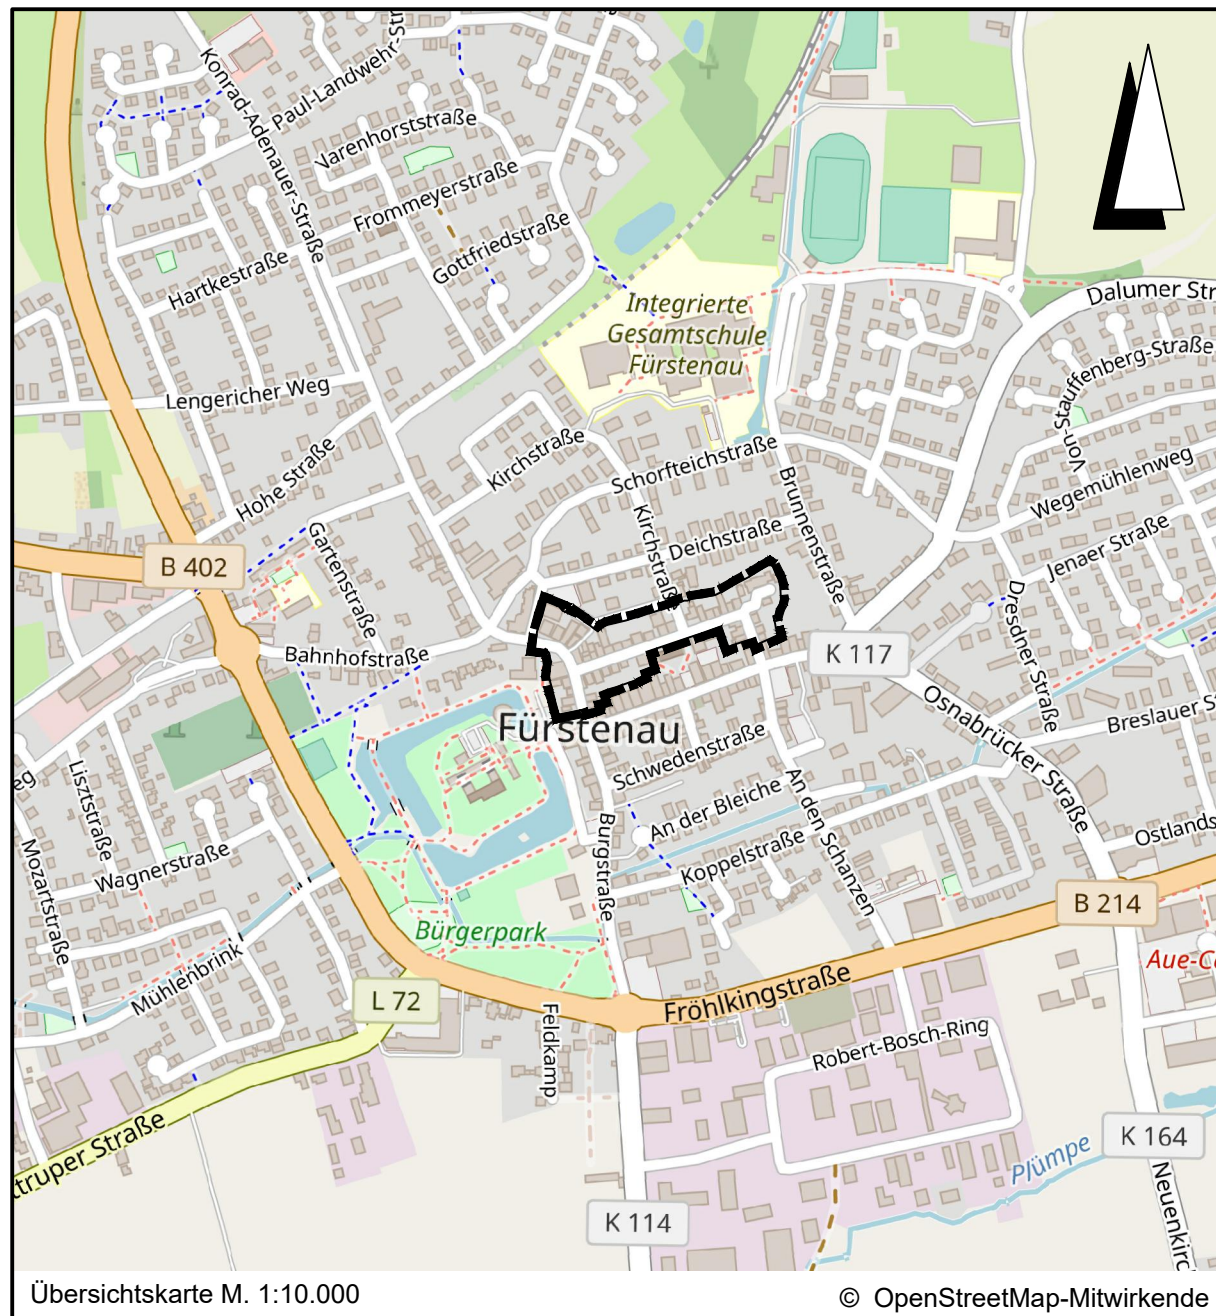 Konrad-Adenauer-Straße
Paul-Landwehr-Str
Varenhorststraße
Frommeyerstraße
Gottfriedstraße
Hartkestraße
Integrierte
Gesamtschule
Fürstenau
Dalumer Str
Von-Stauffenberg-Straße
Lengericher Weg
Hohe Straße
Kirchstraße
Schorfteichstraße
Kirchstraße
Brunnenstraße
Wegemühlenweg
Jenaer Straße
Deichstraße
Gartenstraße
B 402
Dresdner Straße
Bahnhofstraße
K 117
Osnabrücker Straße
Breslauer S
Fürstenau
Schwedenstraße
An der Bleiche
An den Schanzen
eg
Lisztstraße
Mozartstraße
Wagnerstraße
Burgstraße
Koppelstraße
Ostlands
B 214
Bürgerpark
Mühlenbrink
Aue-C
L 72
Fröhlkingstraße
Feldkamp
Robert-Bosch-Ring
ttruper Straße
Plümpe
K 164
K 114
Neuenkirc
Übersichtskarte M. 1:10.000
© OpenStreetMap-Mitwirkende